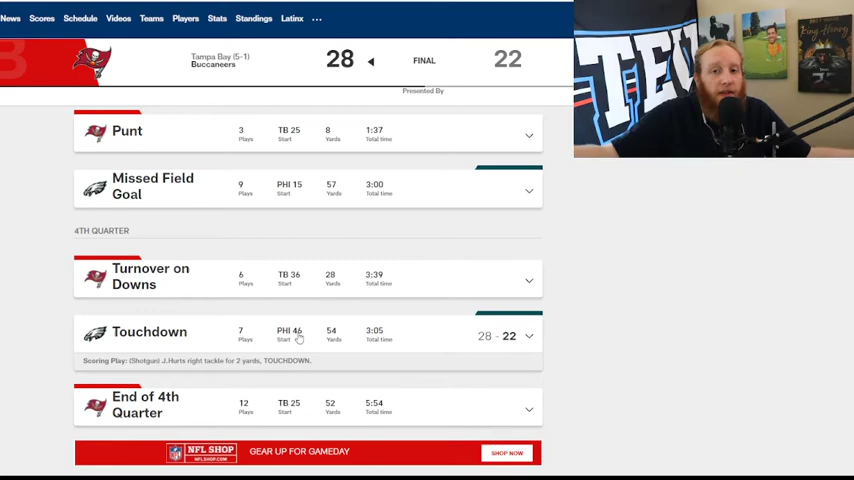 News Scores Schedule Videos Teams Players Stats Standings Latinx ...
Tampa Bay (5-1)
Buccaneers
28
FINAL
22
Presented By
Punt
3 TB 25 8 1:37
Plays Start Yards Total time
Missed Field
Goal
9 PHI 15 57 3:00
Plays Start Yards Total time
4TH QUARTER
Turnover on
Downs
6 TB 36 28 3:39
Plays Start Yards Total time
Touchdown
7 PHI 46 54 3:05
Plays Start Yards Total time
28 - 22
Scoring Play: (Shotgun) J.Hurts right tackle for 2 yards, TOUCHDOWN.
End of 4th
Quarter
12 TB 25 52 5:54
Plays Start Yards Total time
NFL SHOP
NFLSHOP.COM
GEAR UP FOR GAMEDAY
SHOP NOW
King Henry